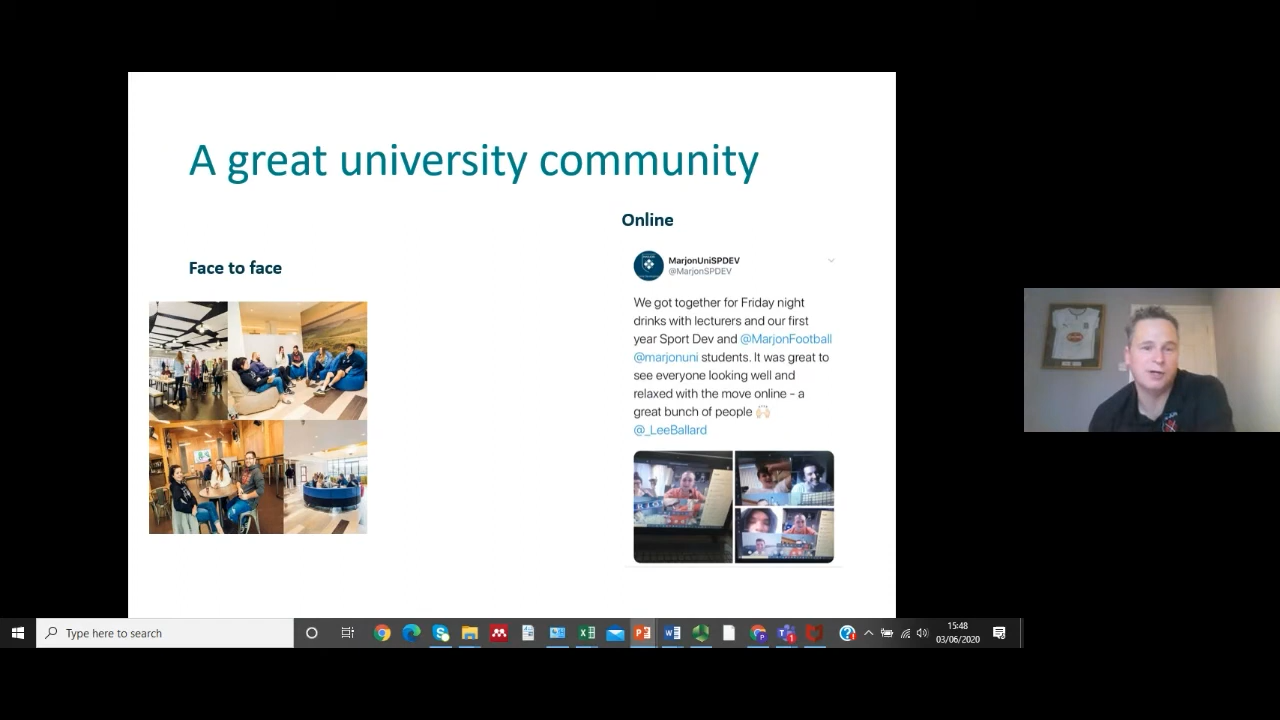 A great university community
Face to face
Online
MarjonUniSPDEV
@MarjonSPDEV
We got together for Friday night
drinks with lecturers and our first
year Sport Dev and @MarjonFootball
@marjonuni students. It was great to
see everyone looking well and
relaxed with the move online - a
great bunch of people 🙌🏻
@_LeeBallard
Type here to search
15:48
03/06/2020